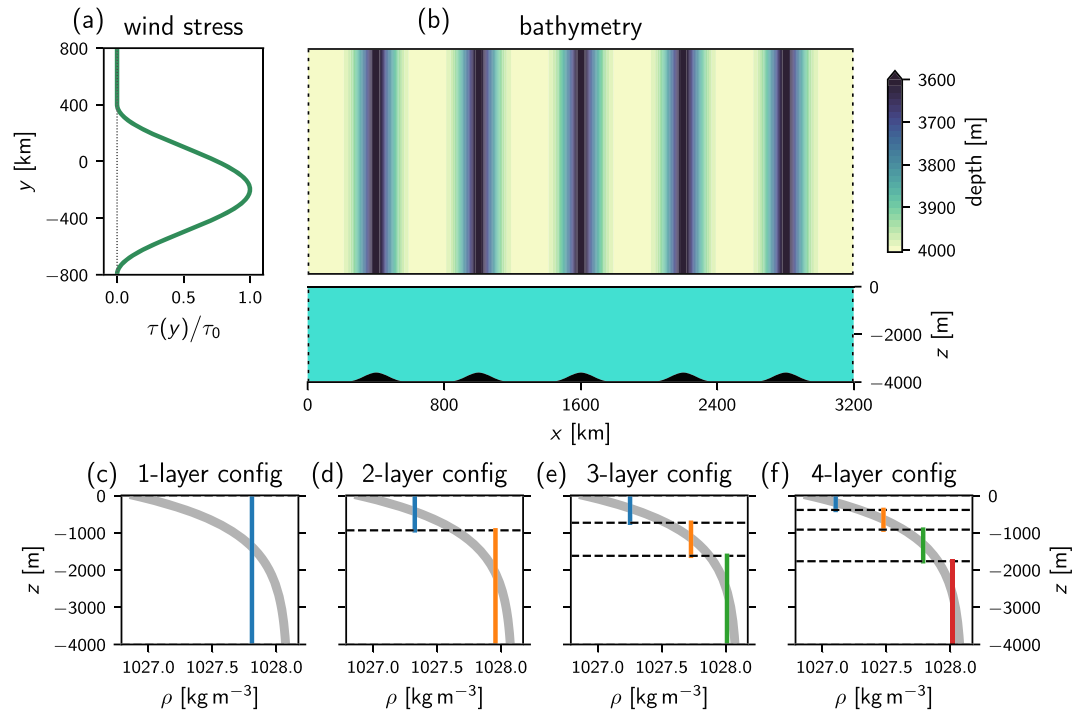 (a) wind stress
800
400
0
−400
−800
y [km]
0.0 0.5 1.0
τ(y)/τ₀
(b) bathymetry
3600
3700
3800
3900
4000
depth [m]
0
−2000
−4000
z [m]
0 800 1600 2400 3200
x [km]
(c) 1-layer config
0
−1000
−2000
−3000
−4000
z [m]
1027.0 1027.5 1028.0
ρ [kg m⁻³]
(d) 2-layer config
1027.0 1027.5 1028.0
ρ [kg m⁻³]
(e) 3-layer config
1027.0 1027.5 1028.0
ρ [kg m⁻³]
(f) 4-layer config
0
−1000
−2000
−3000
−4000
z [m]
1027.0 1027.5 1028.0
ρ [kg m⁻³]